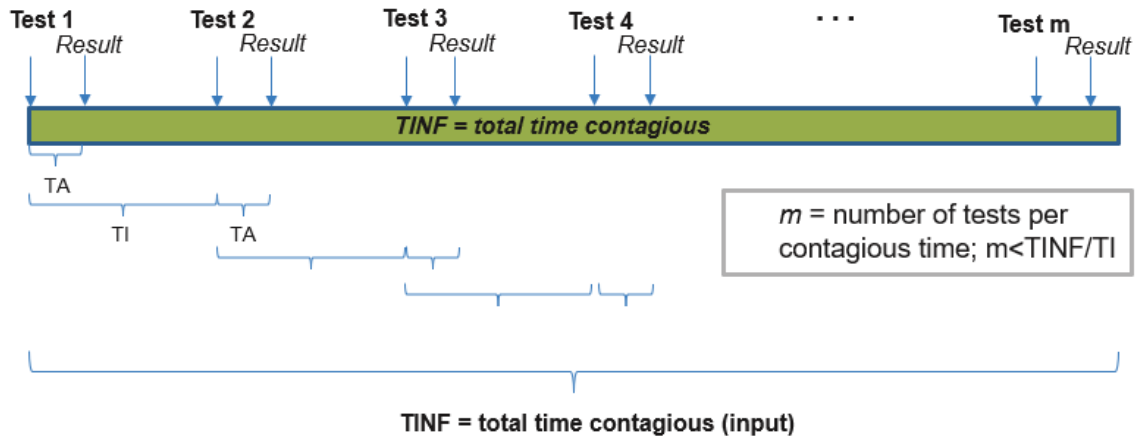 Test 1 Test 2 Test 3 Test 4 . . . Test m
Result Result Result Result Result
TINF = total time contagious
TA
TI TA
m = number of tests per
contagious time; m<TINF/TI
TINF = total time contagious (input)